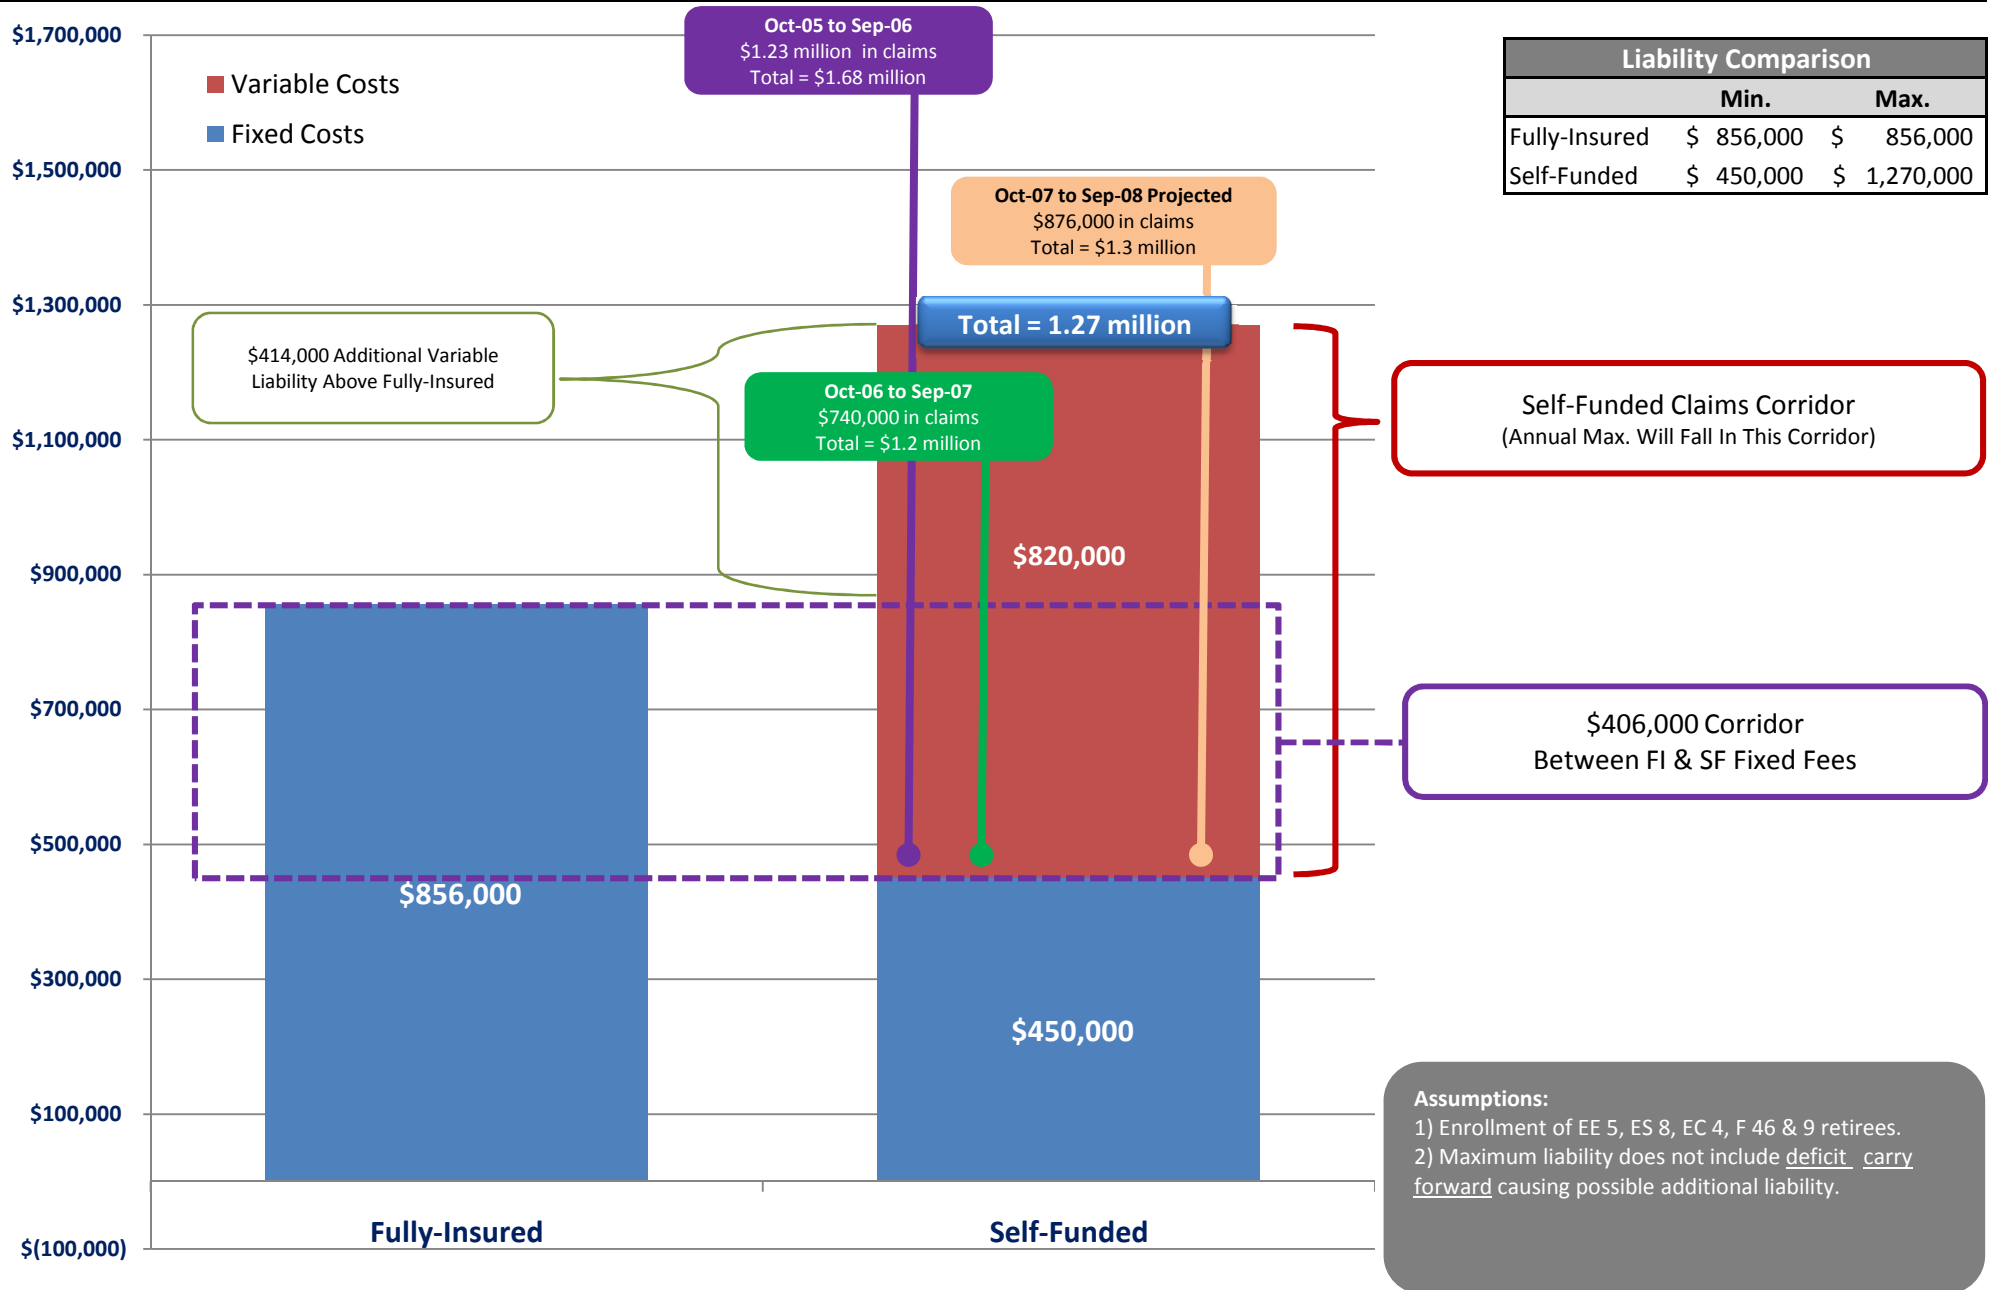 $1,700,000
$1,500,000
$1,300,000
$1,100,000
$900,000
$700,000
$500,000
$300,000
$100,000
$(100,000)
Variable Costs
Fixed Costs
Oct-05 to Sep-06
$1.23 million  in claims
Total = $1.68 million
Liability Comparison
Min. Max.
Fully-Insured $ 856,000 $ 856,000
Self-Funded $ 450,000 $ 1,270,000
Oct-07 to Sep-08 Projected
$876,000 in claims
Total = $1.3 million
Total = 1.27 million
$414,000 Additional Variable
Liability Above Fully-Insured
Oct-06 to Sep-07
$740,000 in claims
Total = $1.2 million
Self-Funded Claims Corridor
(Annual Max. Will Fall In This Corridor)
$820,000
$406,000 Corridor
Between FI & SF Fixed Fees
$856,000
$450,000
Assumptions:
1) Enrollment of EE 5, ES 8, EC 4, F 46 & 9 retirees.
2) Maximum liability does not include deficit  carry
forward causing possible additional liability.
Fully-Insured
Self-Funded